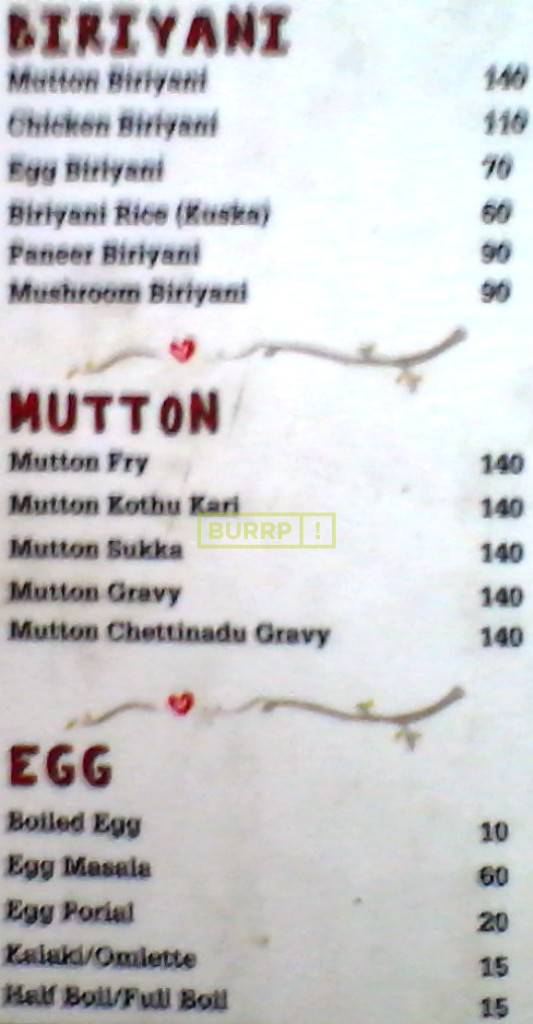 BIRIYANI
Mutton Biriyani 140
Chicken Biriyani 110
Egg Biriyani 70
Biriyani Rice (Kuska) 60
Paneer Biriyani 90
Mushroom Biriyani 90
MUTTON
Mutton Fry 140
Mutton Kothu Kari 140
BURRP!
Mutton Sukka 140
Mutton Gravy 140
Mutton Chettinadu Gravy 140
EGG
Boiled Egg 10
Egg Masala 60
Egg Porial 20
Kalaki/Omlette 15
Half Boil/Full Boil 15